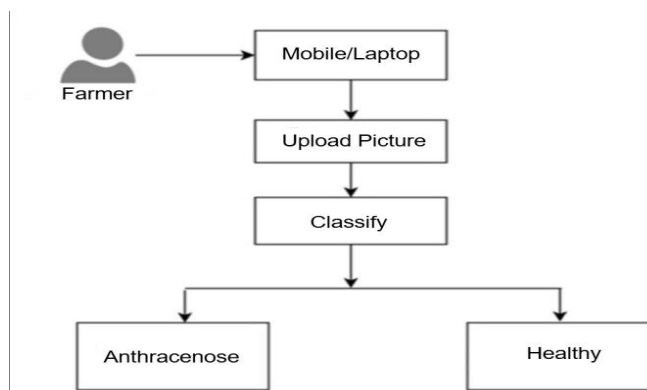 Mobile/Laptop
Farmer
Upload Picture
Classify
Anthracenose
Healthy